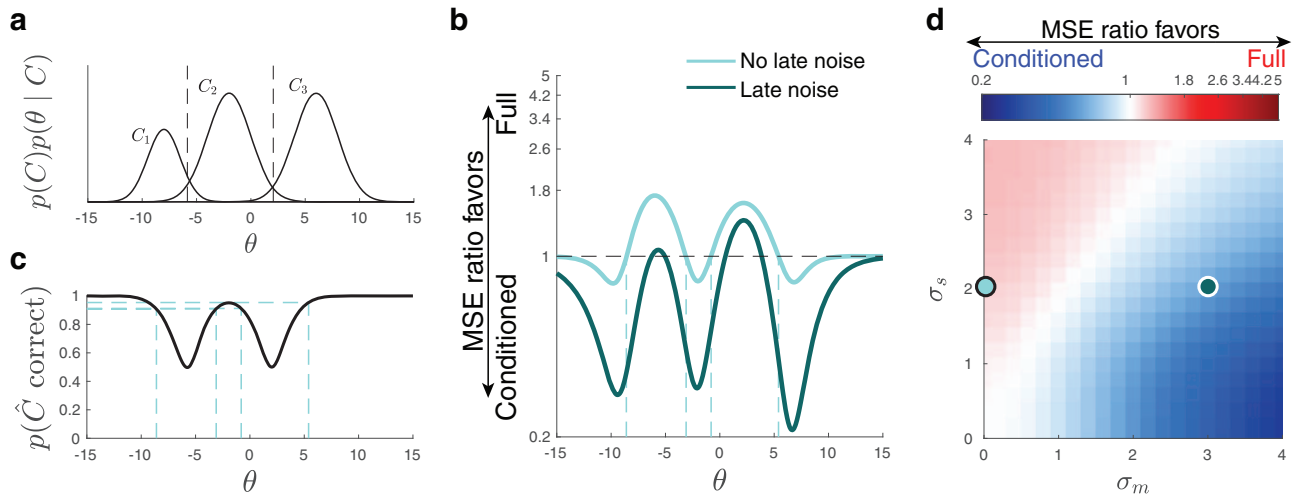 a
p(C)p(θ | C)
C₁
C₂
C₃
-15 -10 -5 0 5 10 15
θ
b
No late noise
Late noise
MSE ratio favors
Full
Conditioned
5
4.2
3.4
2.6
1.8
1
0.2
-15 -10 -5 0 5 10 15
θ
c
p(Ĉ correct)
1
0.8
0.6
0.4
0.2
0
-15 -10 -5 0 5 10 15
θ
d
MSE ratio favors
Conditioned Full
0.2 1 1.8 2.6 3.44.2 5
4
3
2
1
0
σₛ
0 1 2 3 4
σₘ